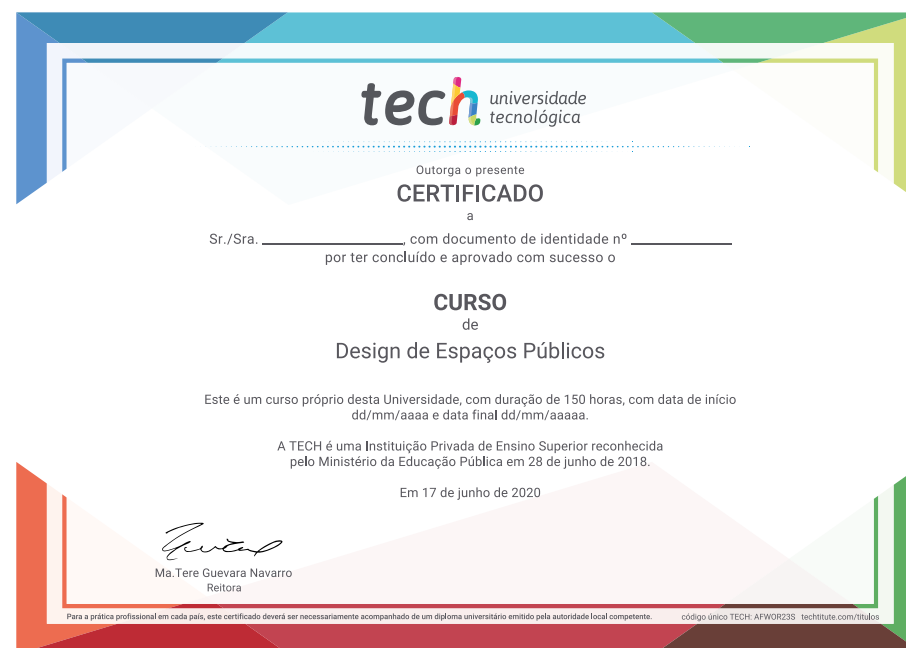 tech universidade
tecnológica
Outorga o presente
CERTIFICADO
a
Sr./Sra. ________________, com documento de identidade nº ____________
por ter concluído e aprovado com sucesso o
CURSO
de
Design de Espaços Públicos
Este é um curso próprio desta Universidade, com duração de 150 horas, com data de início
dd/mm/aaaa e data final dd/mm/aaaaa.
A TECH é uma Instituição Privada de Ensino Superior reconhecida
pelo Ministério da Educação Pública em 28 de junho de 2018.
Em 17 de junho de 2020
Ma.Tere Guevara Navarro
Reitora
Para a prática profissional em cada país, este certificado deverá ser necessariamente acompanhado de um diploma universitário emitido pela autoridade local competente. código único TECH: AFWOR23S techtitute.com/titulos